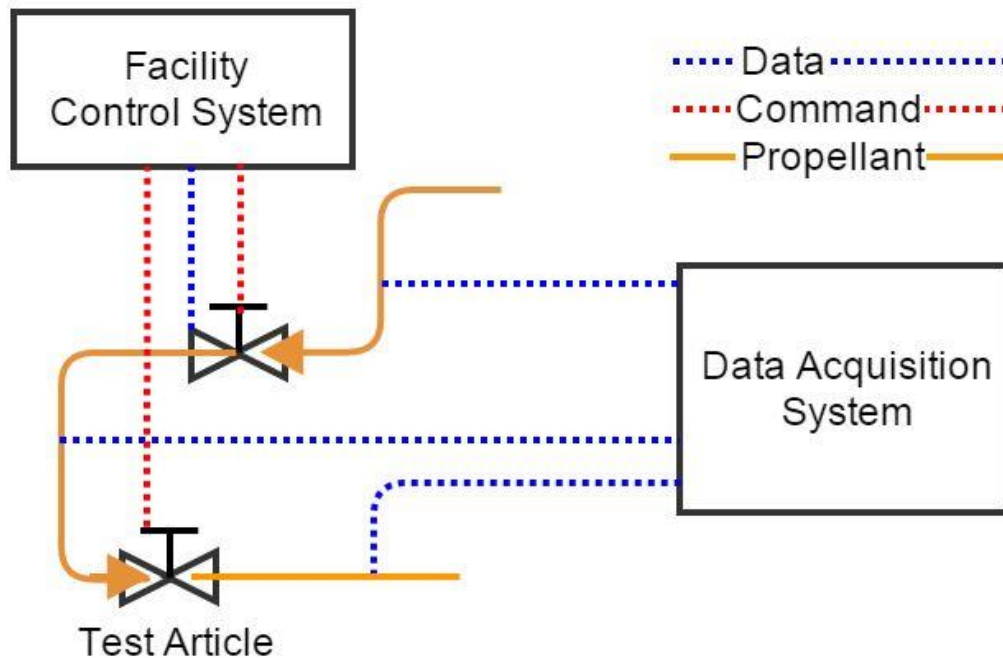 Facility
Control System
Data
Command
Propellant
Data Acquisition
System
Test Article